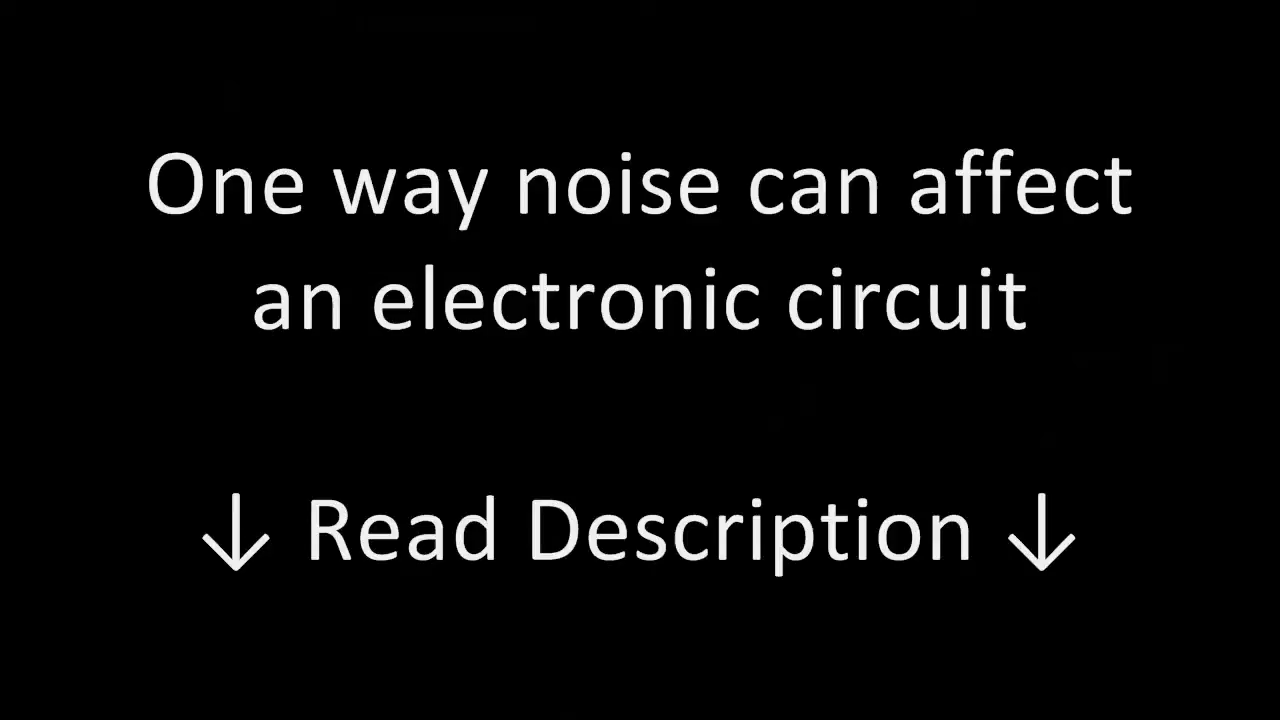 One way noise can affect
an electronic circuit
↓ Read Description ↓